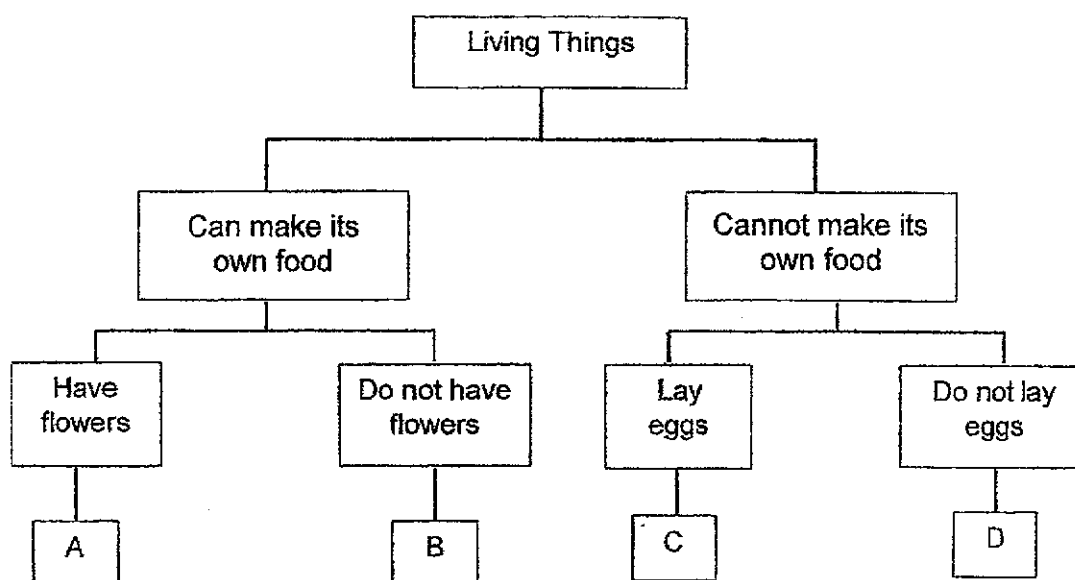 Living Things
Can make its
own food
Cannot make its
own food
Have
flowers
Do not have
flowers
Lay
eggs
Do not lay
eggs
A
B
C
D